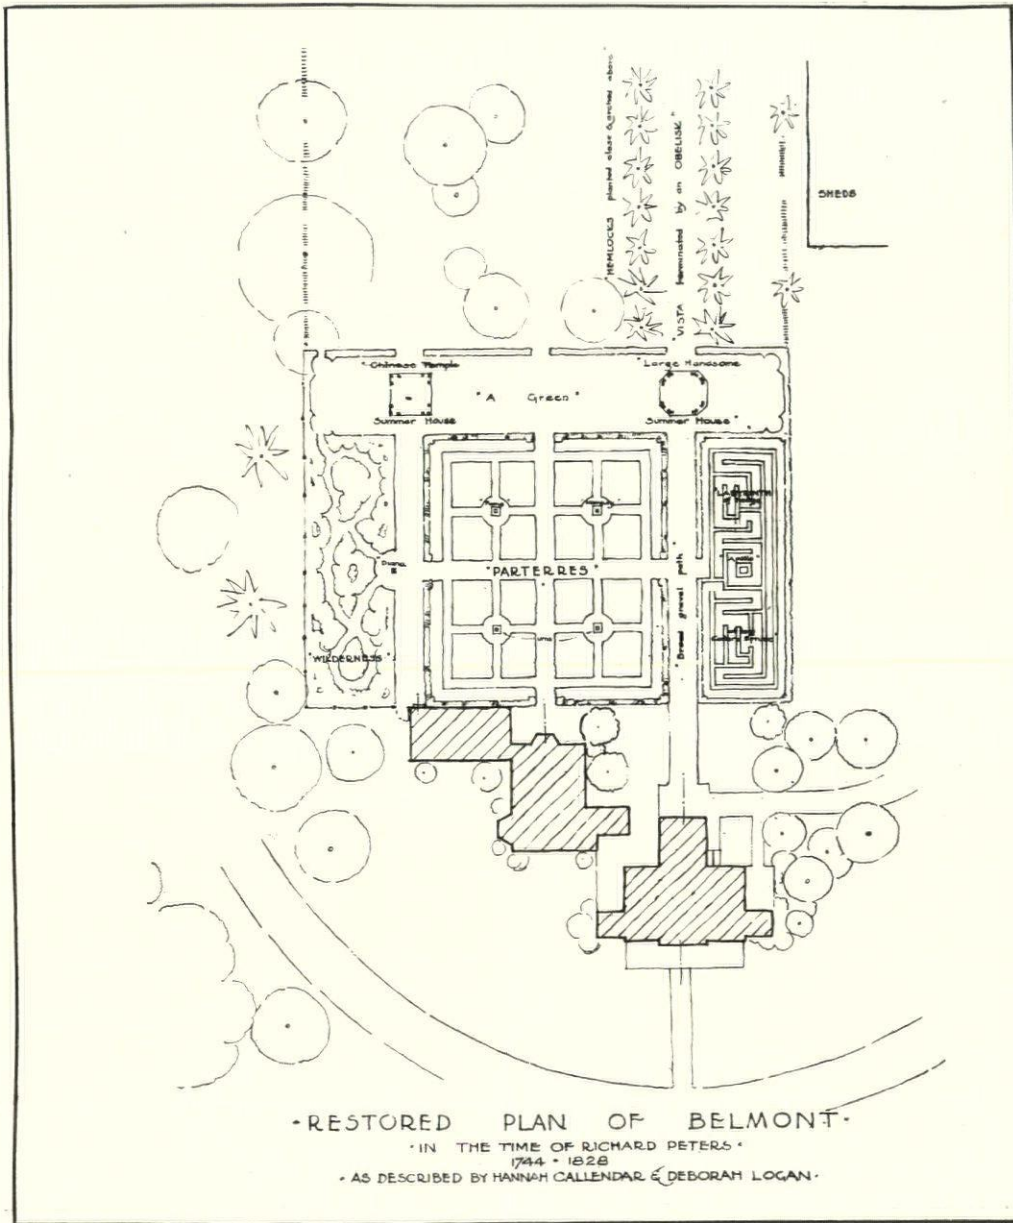 "HEMLOCKS planted close & arched above"
"VISTA terminated by an OBELISK"
SHEDS
"Chinese Temple
Summer House
"A Green"
"Large Handsome
Summer House"
"LABYRINTH
Diana
"PARTERRES"
"Broad gravel path"
urns
"WILDERNESS"
·RESTORED PLAN OF BELMONT·
·IN THE TIME OF RICHARD PETERS·
1744·1828
·AS DESCRIBED BY HANNAH CALLENDAR & DEBORAH LOGAN·